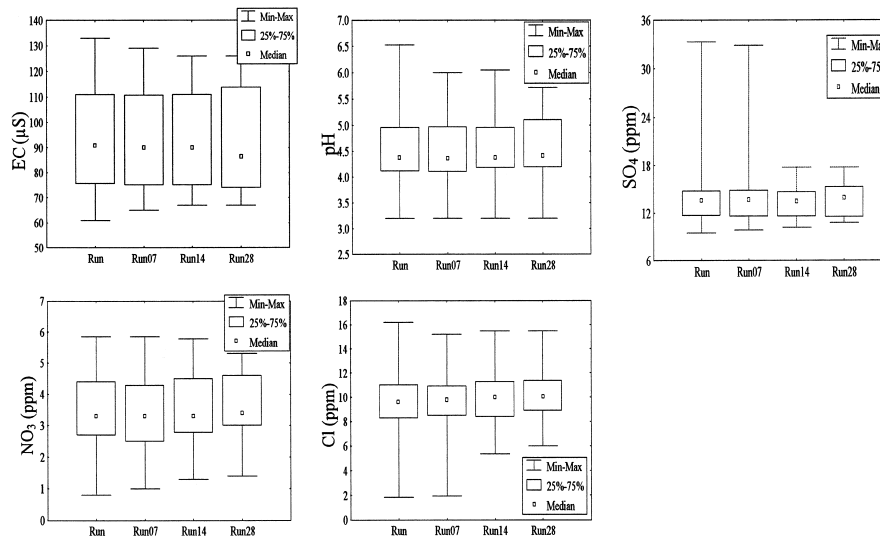 EC (µS)
140
130
120
110
100
90
80
70
60
50
Run Run07 Run14 Run28
Min-Max
25%-75%
Median
pH
7.0
6.5
6.0
5.5
5.0
4.5
4.0
3.5
3.0
2.5
Run Run07 Run14 Run28
Min-Max
25%-75%
Median
SO4 (ppm)
36
30
24
18
12
6
Run Run07 Run14 Run28
Min-Ma
25%-75
Median
NO3 (ppm)
7
6
5
4
3
2
1
0
Run Run07 Run14 Run28
Min-Max
25%-75%
Median
Cl (ppm)
18
16
14
12
10
8
6
4
2
0
Run Run07 Run14 Run28
Min-Max
25%-75%
Median